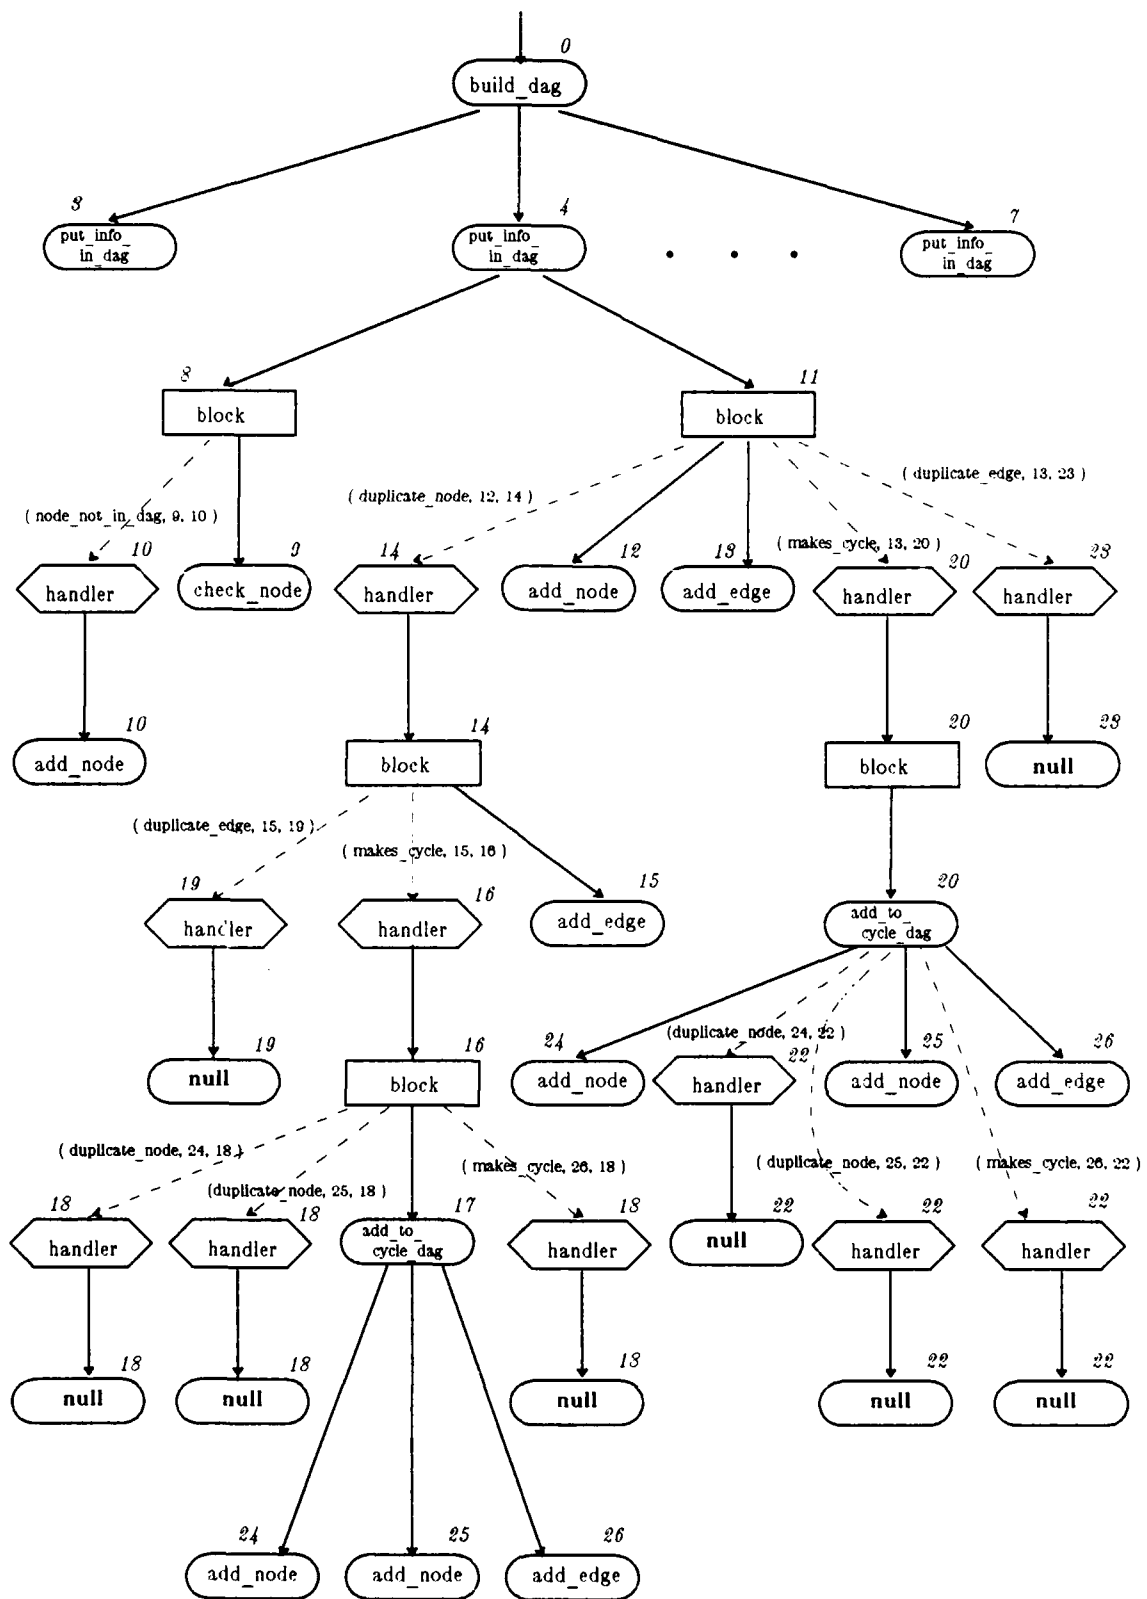 0
build_dag
3
put_info_
in_dag
4
put_info_
in_dag
. . .
7
put_info_
in_dag
8
block
11
block
( node_not_in_dag, 9, 10 )
( duplicate_node, 12, 14 )
( makes_cycle, 13, 20 )
( duplicate_edge, 13, 23 )
10
handler
9
check_node
14
handler
12
add_node
13
add_edge
20
handler
23
handler
10
add_node
14
block
20
block
23
null
( duplicate_edge, 15, 19 )
( makes_cycle, 15, 16 )
19
handler
16
handler
15
add_edge
20
add_to_
cycle_dag
19
null
16
block
24
add_node
(duplicate_node, 24, 22 )
22
handler
25
add_node
26
add_edge
( duplicate_node, 24, 18 )
(duplicate_node, 25, 18 )
( makes_cycle, 26, 18 )
( duplicate_node, 25, 22 )
( makes_cycle, 26, 22 )
18
handler
18
handler
17
add_to_
cycle_dag
18
handler
22
null
22
handler
22
handler
18
null
18
null
18
null
22
null
22
null
24
add_node
25
add_node
26
add_edge